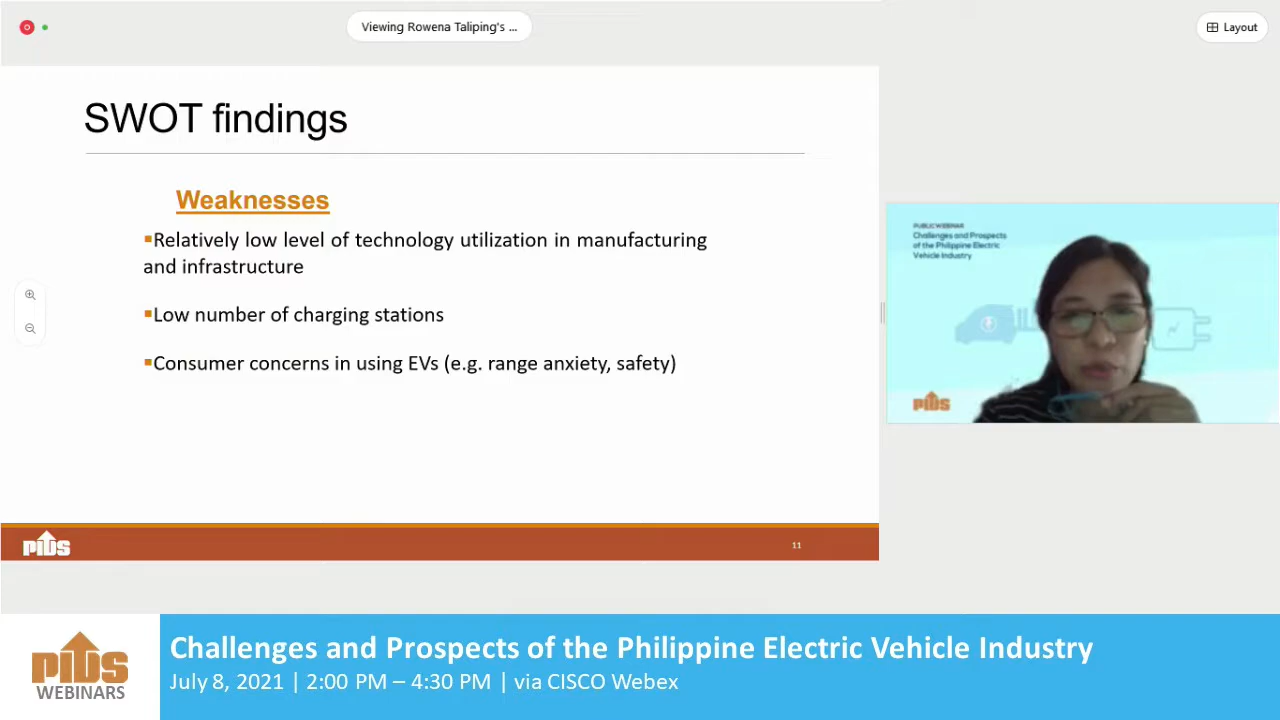 Viewing Rowena Taliping's ...
Layout
SWOT findings
Weaknesses
▪Relatively low level of technology utilization in manufacturing
and infrastructure
▪Low number of charging stations
▪Consumer concerns in using EVs (e.g. range anxiety, safety)
PIDS
11
PUBLIC WEBINAR
Challenges and Prospects
of the Philippine Electric
Vehicle Industry
PIDS
PIDS
WEBINARS
Challenges and Prospects of the Philippine Electric Vehicle Industry
July 8, 2021 | 2:00 PM – 4:30 PM | via CISCO Webex